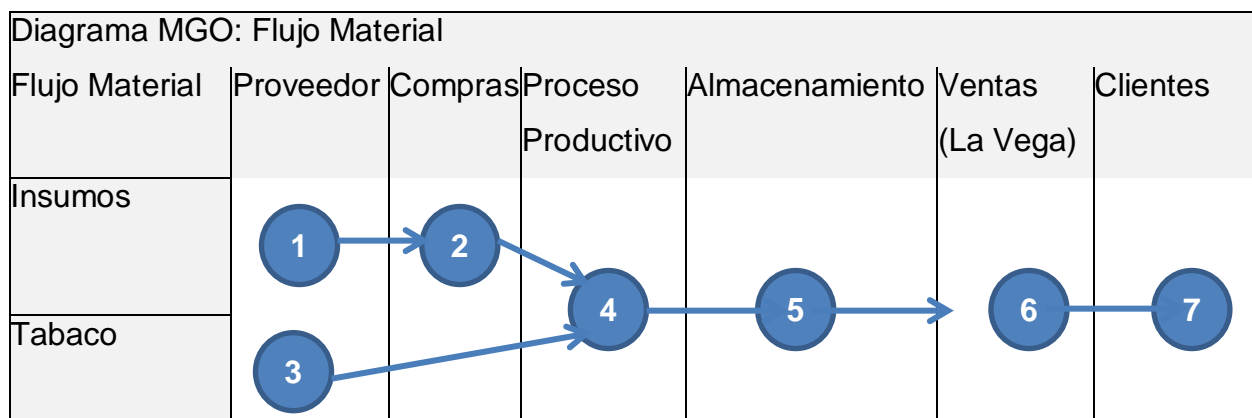 Diagrama MGO: Flujo Material
Flujo Material Proveedor Compras Proceso Productivo Almacenamiento Ventas (La Vega) Clientes
Insumos
1 2
4 5 6 7
Tabaco
3